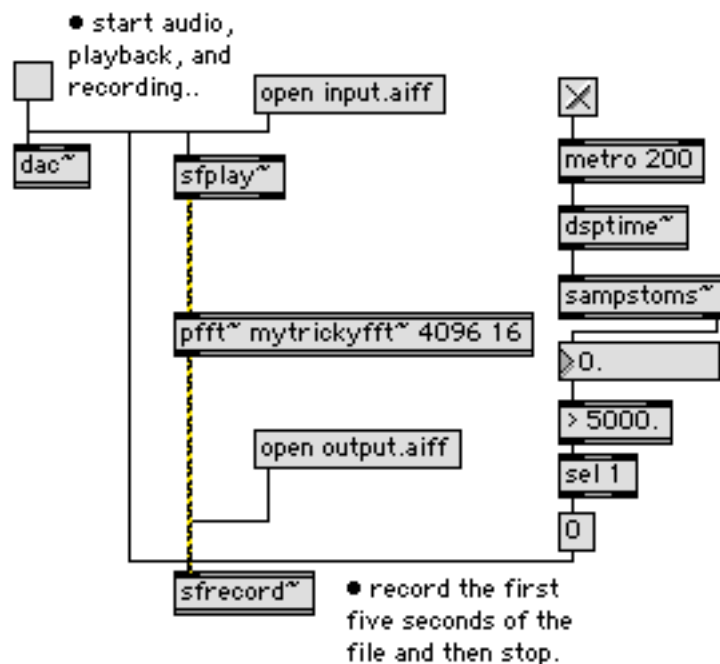 ● start audio,
playback, and
recording..
open input.aiff
dac~
sfplay~
metro 200
dsptime~
sampstoms~
pfft~ mytrickyfft~ 4096 16
0.
> 5000.
open output.aiff
sel 1
0
sfrecord~
● record the first
five seconds of the
file and then stop.